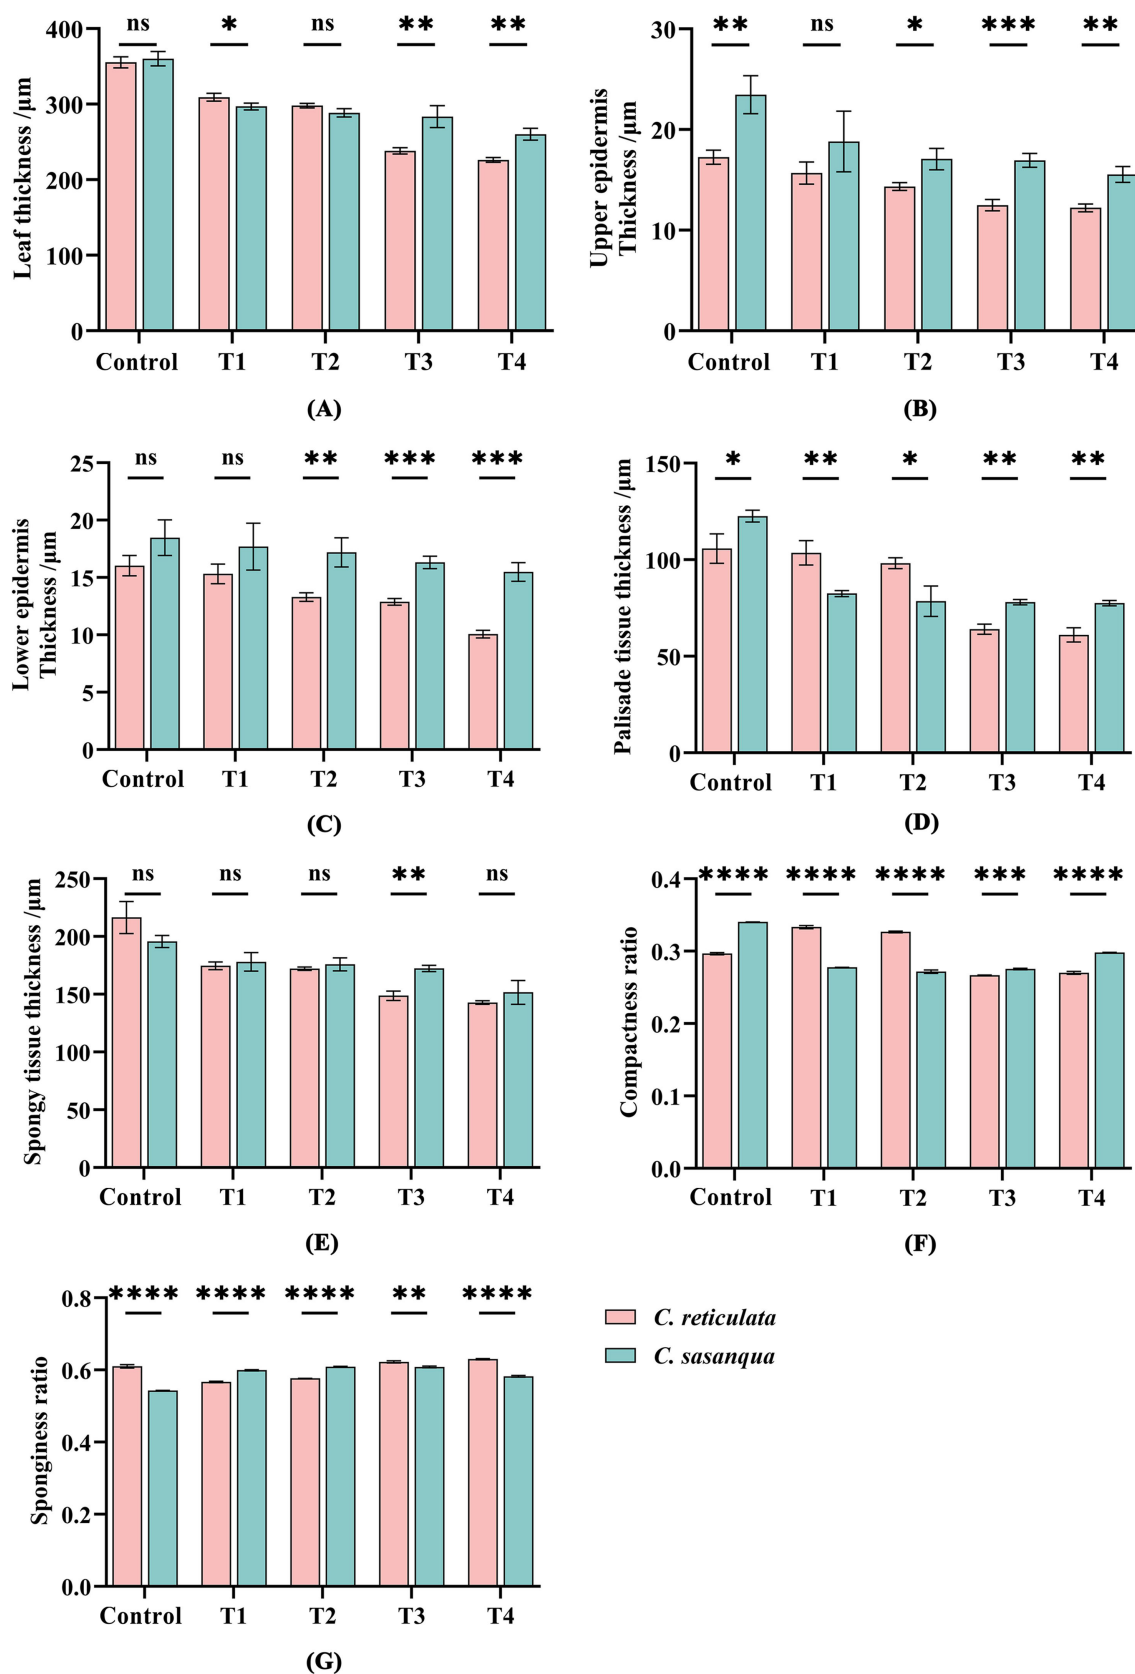 ns * ns ** **
Leaf thickness /μm
400
300
200
100
0
Control T1 T2 T3 T4
(A)
** ns * *** **
Upper epidermis
Thickness /μm
30
20
10
0
Control T1 T2 T3 T4
(B)
ns ns ** *** ***
Lower epidermis
Thickness /μm
25
20
15
10
5
0
Control T1 T2 T3 T4
(C)
* ** * ** **
Palisade tissue thickness /μm
150
100
50
0
Control T1 T2 T3 T4
(D)
ns ns ns ** ns
Spongy tissue thickness /μm
250
200
150
100
50
0
Control T1 T2 T3 T4
(E)
**** **** **** *** ****
Compactness ratio
0.4
0.3
0.2
0.1
0.0
Control T1 T2 T3 T4
(F)
**** **** **** ** ****
Sponginess ratio
0.8
0.6
0.4
0.2
0.0
Control T1 T2 T3 T4
(G)
C. reticulata
C. sasanqua